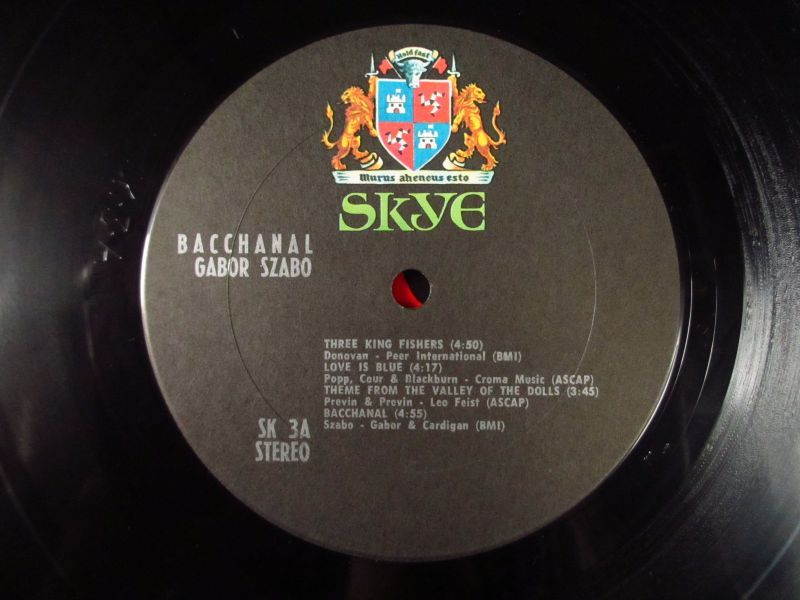 Hold fast
Murus aheneus esto
SKYE
BACCHANAL
GABOR SZABO
THREE KING FISHERS (4:50)
Donovan - Peer International (BMI)
LOVE IS BLUE (4:17)
Popp, Cour & Blackburn - Croma Music (ASCAP)
THEME FROM THE VALLEY OF THE DOLLS (3:45)
Previn & Previn - Leo Feist (ASCAP)
BACCHANAL (4:55)
Szabo - Gabor & Cardigan (BMI)
SK 3A
STEREO